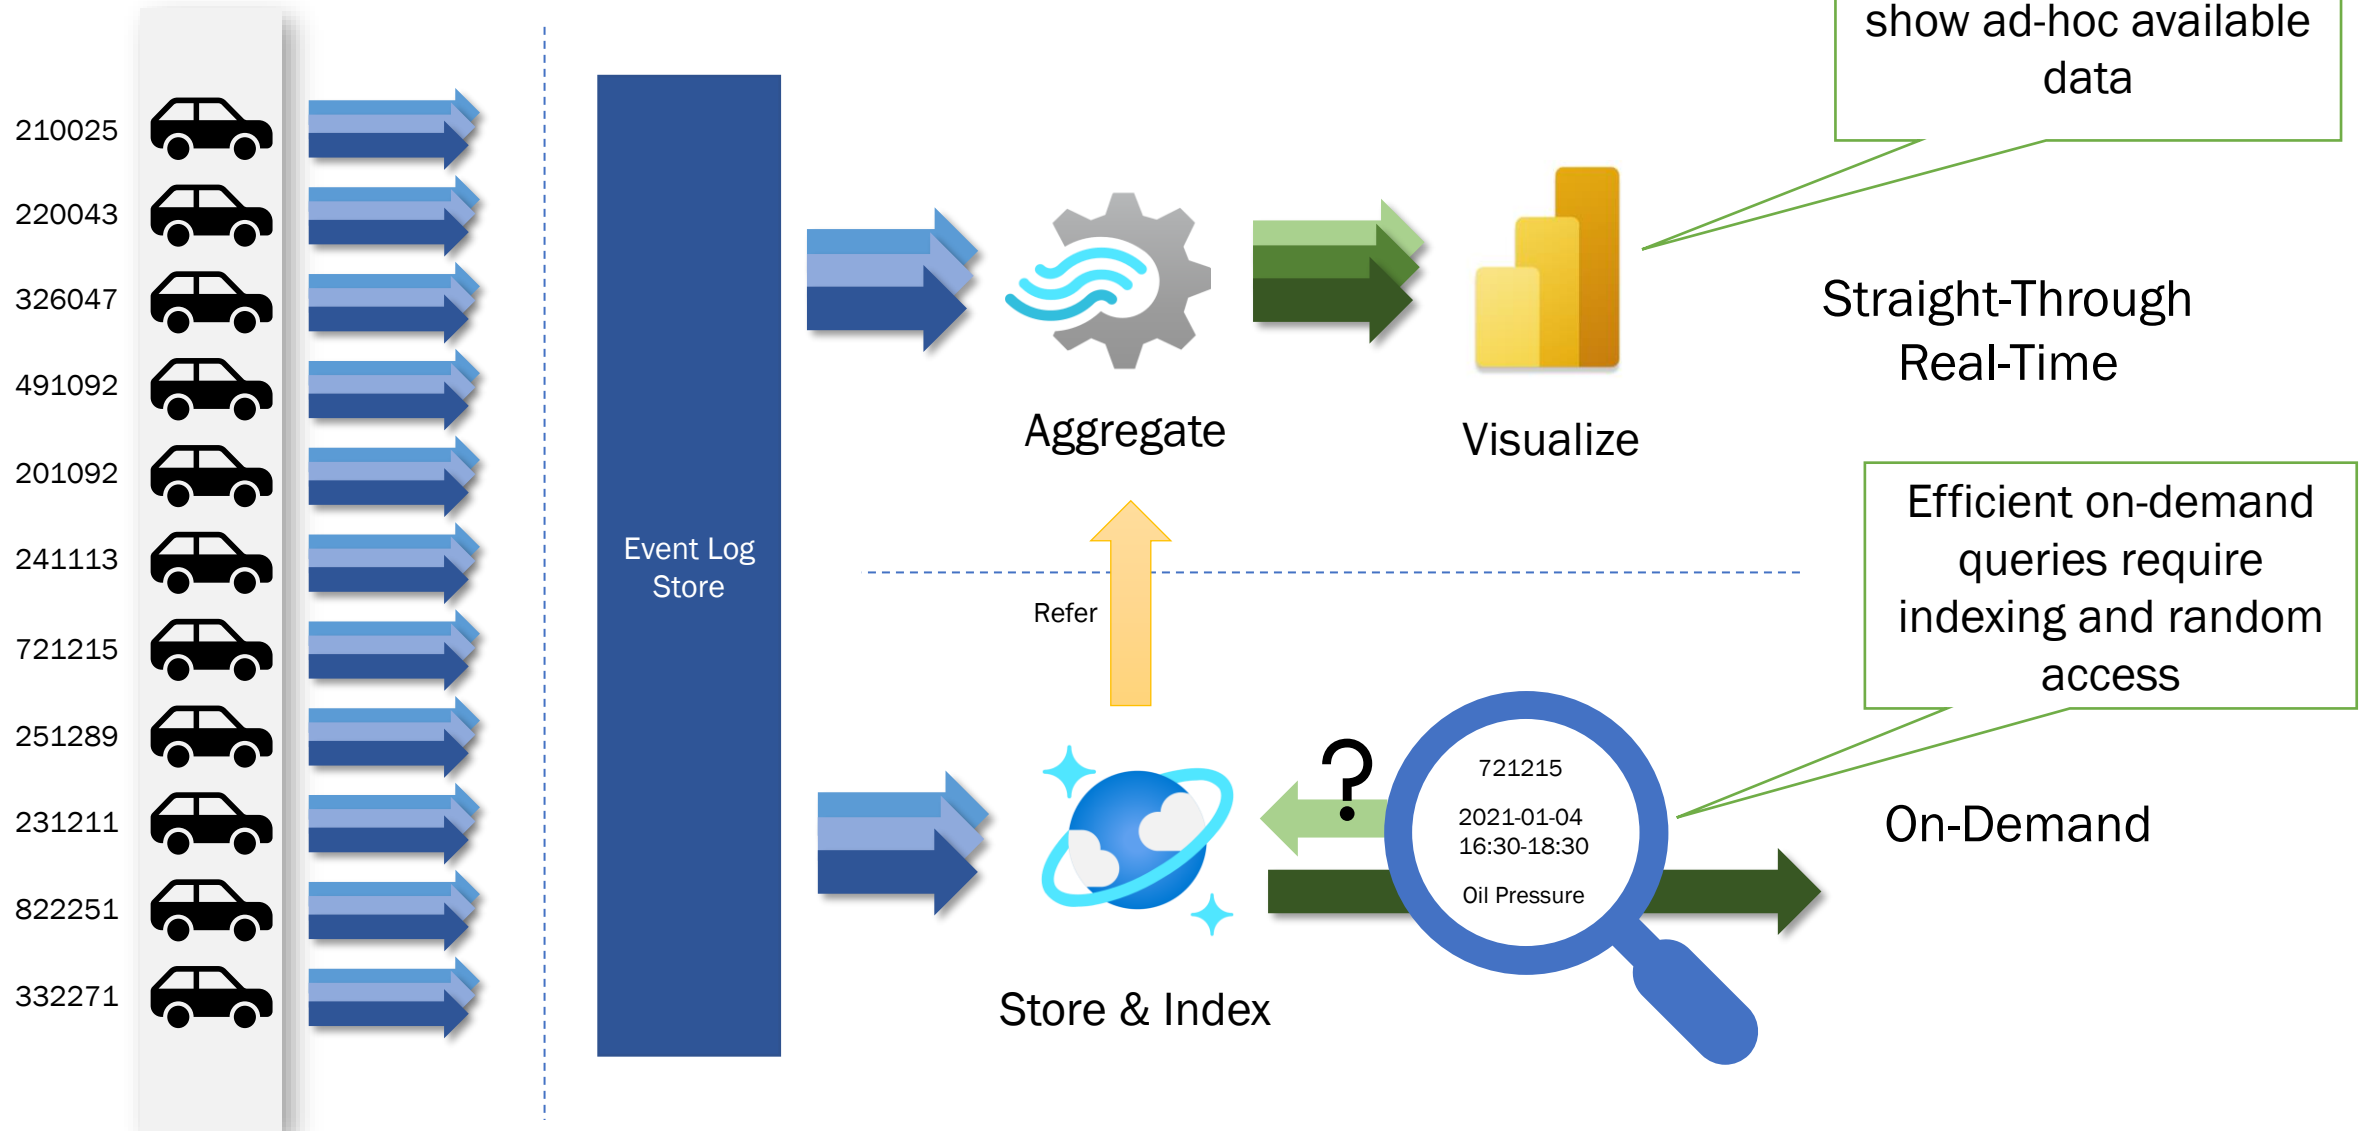 show ad-hoc available
data
210025
220043
326047
491092
201092
241113
721215
251289
231211
822251
332271
Event Log
Store
Aggregate
Visualize
Straight-Through
Real-Time
Refer
Efficient on-demand
queries require
indexing and random
access
?
721215
2021-01-04
16:30-18:30
Oil Pressure
On-Demand
Store & Index